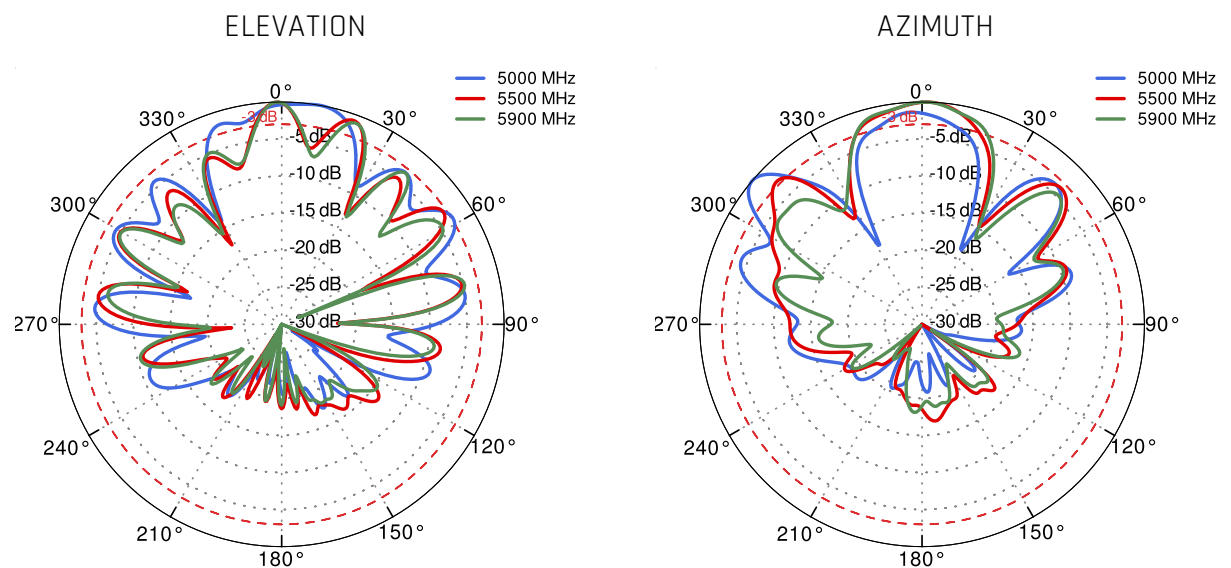 ELEVATION
5000 MHz
5500 MHz
5900 MHz
0°
330°
30°
-3 dB
-5 dB
-10 dB
300°
-15 dB
60°
-20 dB
-25 dB
270°
-30 dB
90°
240°
120°
210°
150°
180°
AZIMUTH
5000 MHz
5500 MHz
5900 MHz
0°
330°
30°
-3 dB
-5 dB
-10 dB
300°
-15 dB
60°
-20 dB
-25 dB
270°
-30 dB
90°
240°
120°
210°
150°
180°